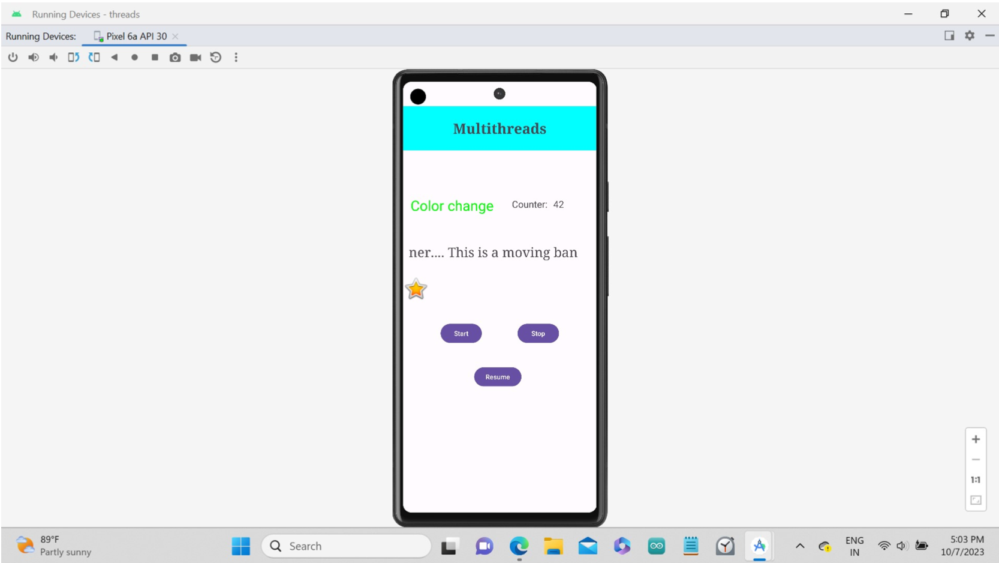 Running Devices - threads
Running Devices: Pixel 6a API 30
Multithreads
Color change Counter: 42
ner.... This is a moving ban
Start Stop
Resume
1:1
89°F
Partly sunny
Search
ENG
IN
5:03 PM
10/7/2023